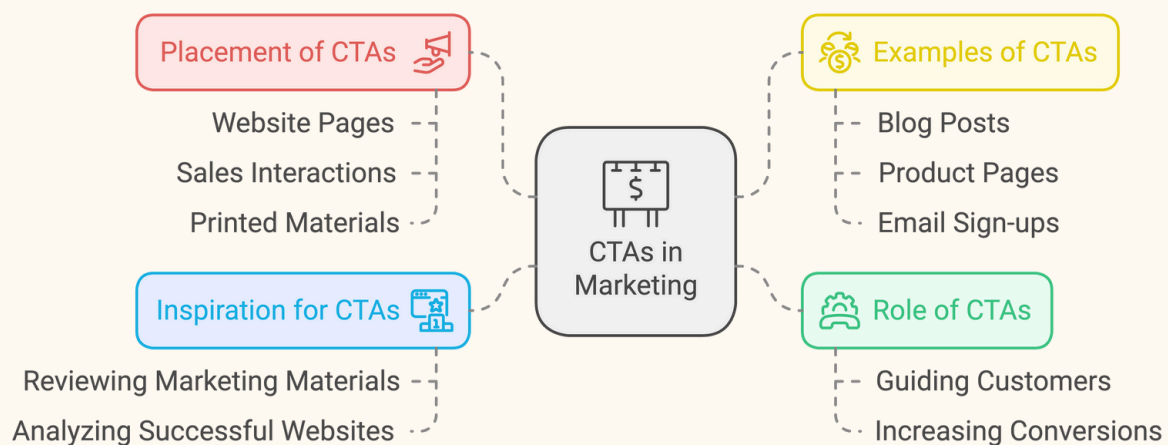 Placement of CTAs
Website Pages
Sales Interactions
Printed Materials
Inspiration for CTAs
1
Reviewing Marketing Materials
Analyzing Successful Websites
$
CTAs in
Marketing
$
Examples of CTAs
Blog Posts
Product Pages
Email Sign-ups
Role of CTAs
Guiding Customers
Increasing Conversions